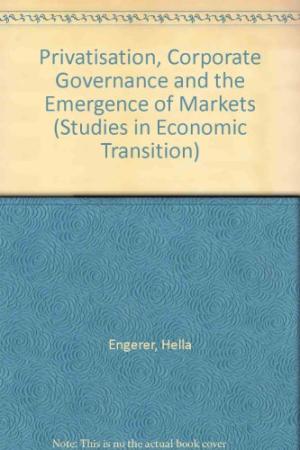 Privatisation, Corporate
Governance and the
Emergence of Markets
(Studies in Economic
Transition)
Engerer, Hella
Note: This is no the actual book cover